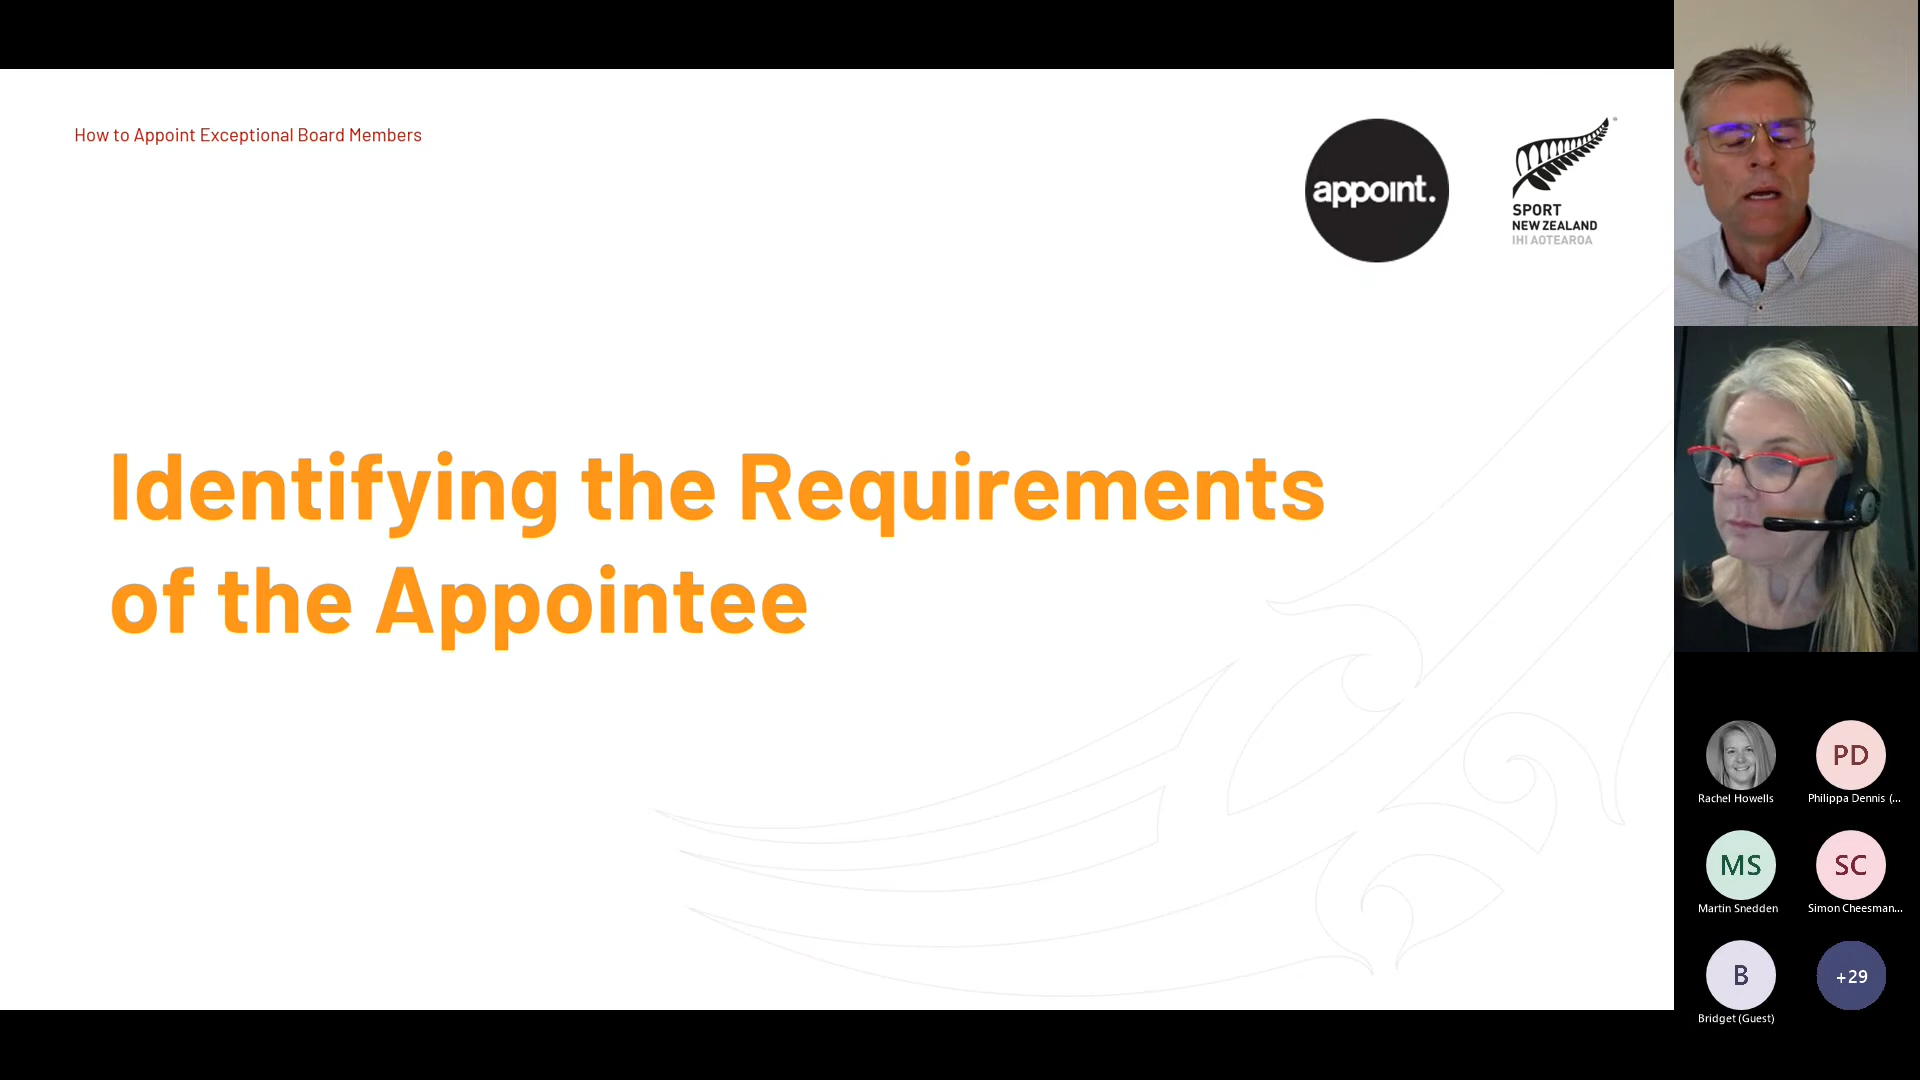 How to Appoint Exceptional Board Members
appoint.
SPORT
NEW ZEALAND
IHI AOTEAROA
Identifying the Requirements
of the Appointee
Rachel Howells
PD
Philippa Dennis (...
MS
Martin Snedden
SC
Simon Cheesman...
B
Bridget (Guest)
+29